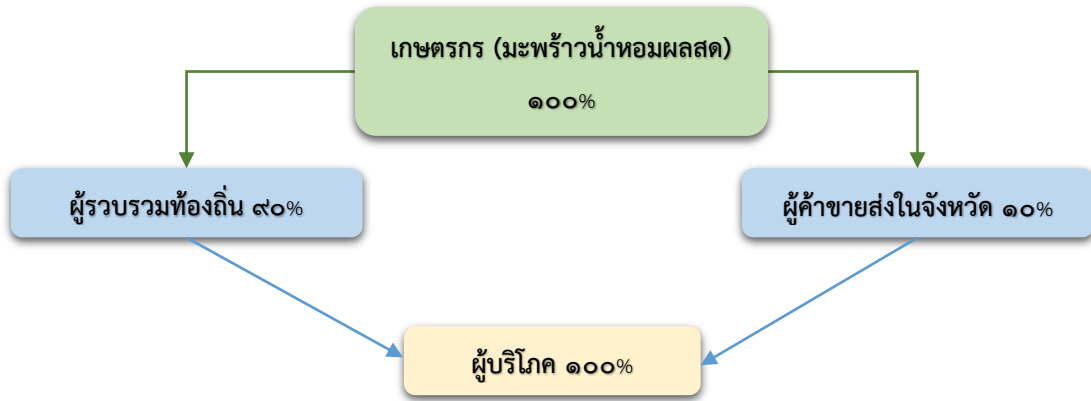 เกษตรกร (มะพร้าวน้ำหอมผลสด)
๑๐๐%
ผู้รวบรวมท้องถิ่น ๙๐%
ผู้ค้าขายส่งในจังหวัด ๑๐%
ผู้บริโภค ๑๐๐%